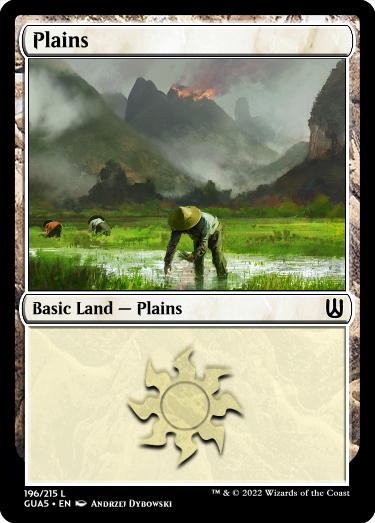 Plains
Basic Land — Plains
196/215 L
GUA5 • EN Andrzej Dybowski
™ & © 2022 Wizards of the Coast